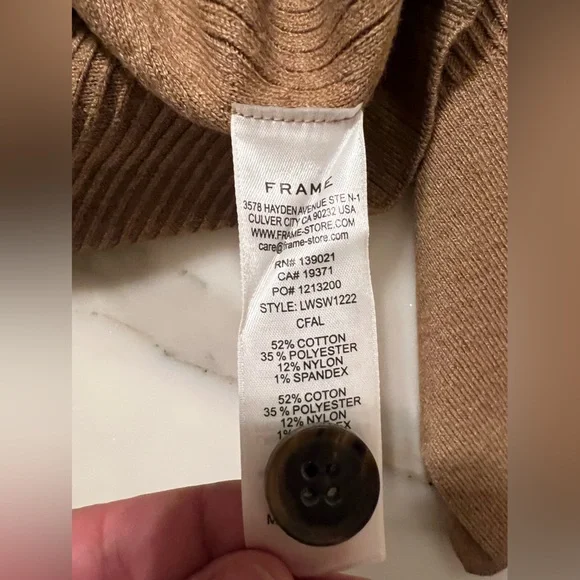 FRAME
3578 HAYDEN AVENUE STE N-1
CULVER CITY CA 90232 USA
WWW.FRAME-STORE.COM
care@frame-store.com
RN# 139021
CA# 19371
PO# 1213200
STYLE: LWSW1222
CFAL
52% COTTON
35% POLYESTER
12% NYLON
1% SPANDEX
52% COTON
35% POLYESTER
12% NYLON